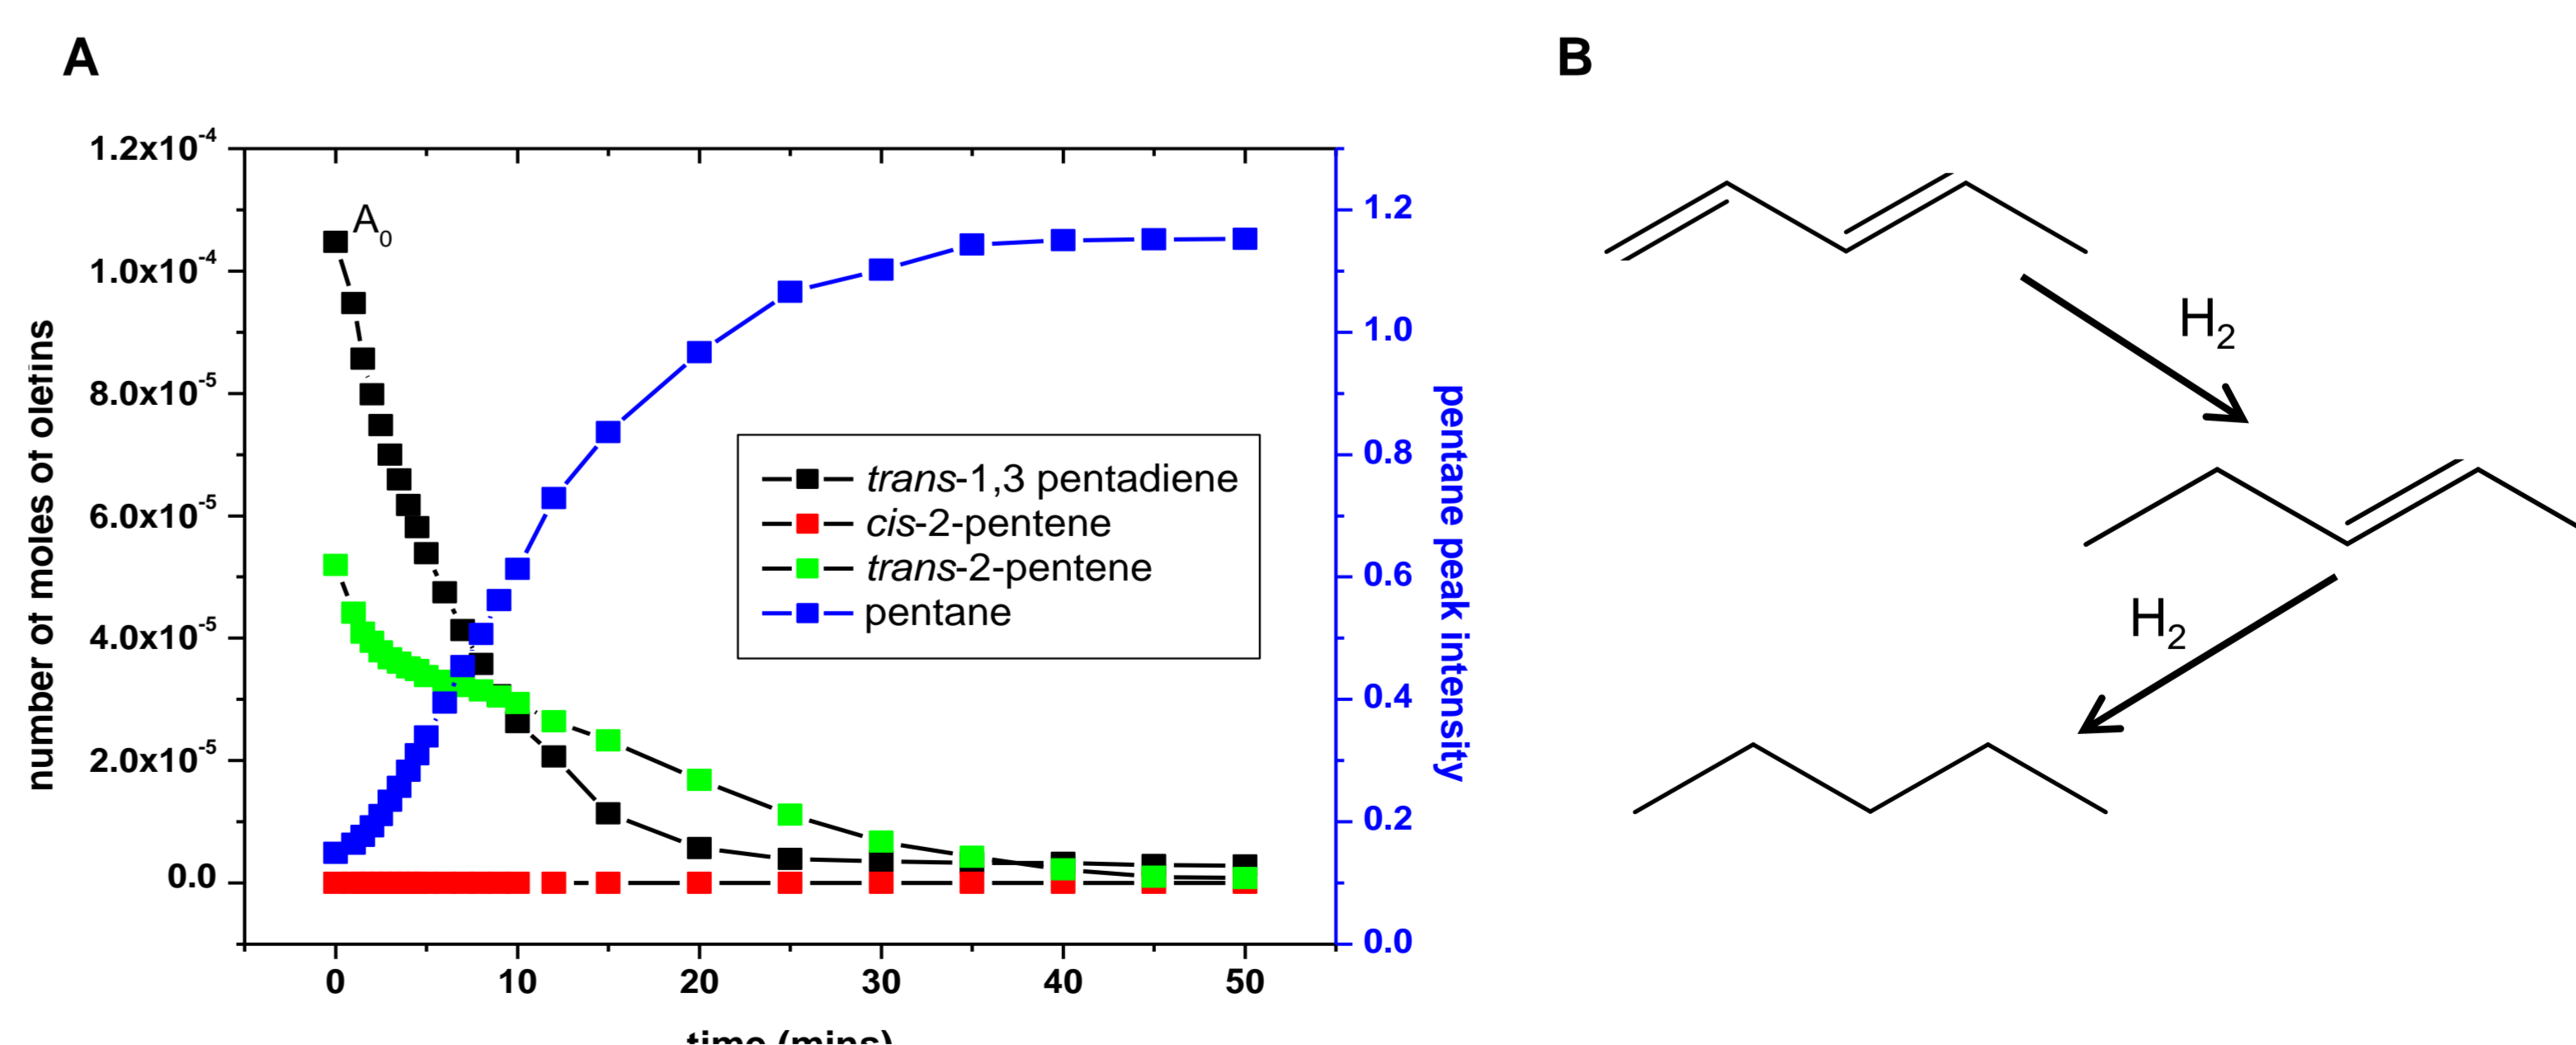 A
B
1.2x10⁻⁴
1.0x10⁻⁴
8.0x10⁻⁵
6.0x10⁻⁵
4.0x10⁻⁵
2.0x10⁻⁵
0.0
number of moles of olefins
A₀
trans-1,3 pentadiene
cis-2-pentene
trans-2-pentene
pentane
1.2
1.0
0.8
0.6
0.4
0.2
0.0
pentane peak intensity
0 10 20 30 40 50
time (mins)
H₂
H₂